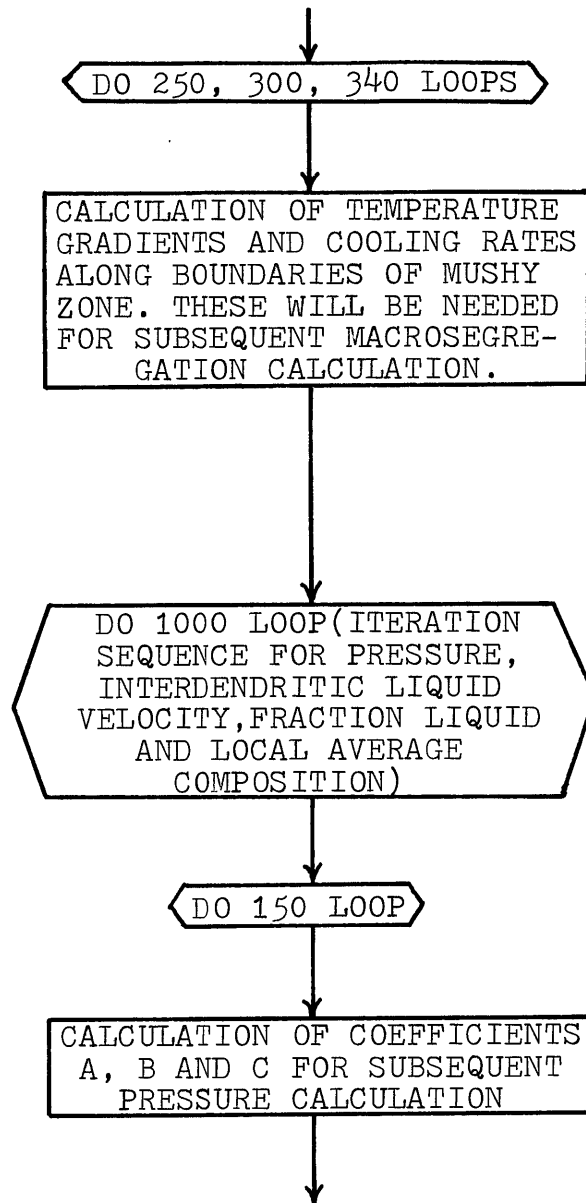 DO 250, 300, 340 LOOPS
CALCULATION OF TEMPERATURE
GRADIENTS AND COOLING RATES
ALONG BOUNDARIES OF MUSHY
ZONE. THESE WILL BE NEEDED
FOR SUBSEQUENT MACROSEGRE-
GATION CALCULATION.
DO 1000 LOOP(ITERATION
SEQUENCE FOR PRESSURE,
INTERDENDRITIC LIQUID
VELOCITY,FRACTION LIQUID
AND LOCAL AVERAGE
COMPOSITION)
DO 150 LOOP
CALCULATION OF COEFFICIENTS
A, B AND C FOR SUBSEQUENT
PRESSURE CALCULATION